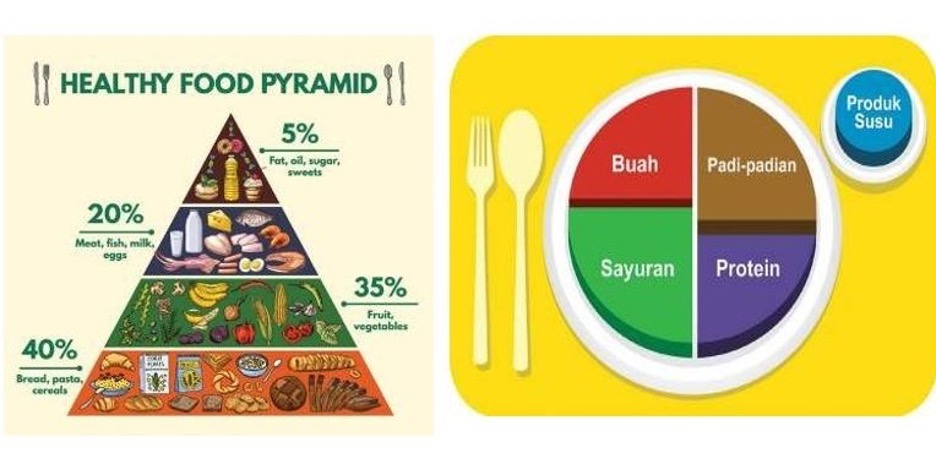 HEALTHY FOOD PYRAMID
5%
Fat, oil, sugar,
sweets
20%
Meat, fish, milk,
eggs
35%
Fruit,
vegetables
40%
Bread, pasta,
cereals
Buah
Padi-padian
Sayuran
Protein
Produk
Susu